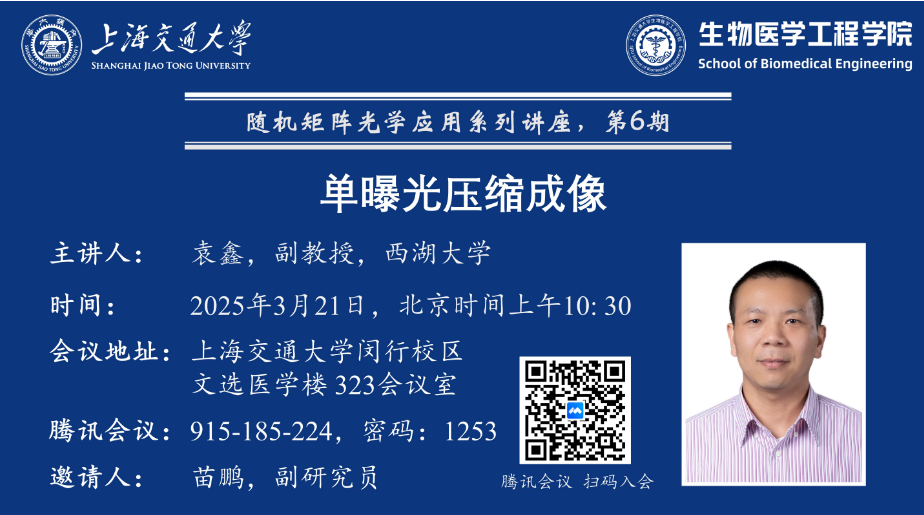 上海交通大学
SHANGHAI JIAO TONG UNIVERSITY
生物医学工程学院
School of Biomedical Engineering
随机矩阵光学应用系列讲座，第6期
单曝光压缩成像
主讲人： 袁鑫，副教授，西湖大学
时间： 2025年3月21日，北京时间上午10: 30
会议地址： 上海交通大学闵行校区
文选医学楼 323会议室
腾讯会议： 915-185-224，密码：1253
邀请人： 苗鹏，副研究员
腾讯会议 扫码入会